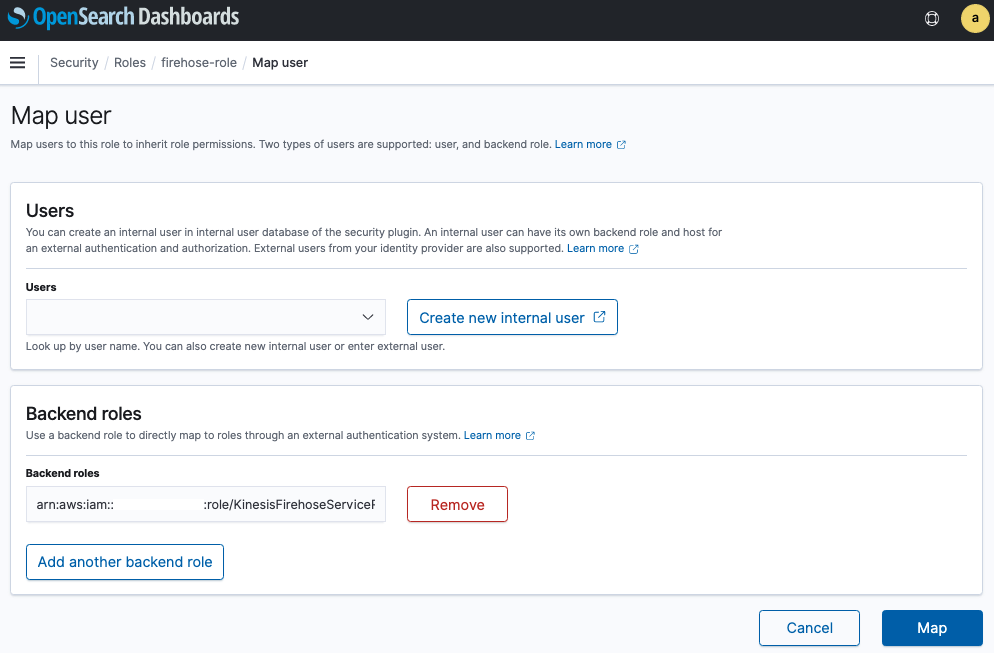 OpenSearch Dashboards
a
Security / Roles / firehose-role / Map user
Map user
Map users to this role to inherit role permissions. Two types of users are supported: user, and backend role. Learn more
Users
You can create an internal user in internal user database of the security plugin. An internal user can have its own backend role and host for
an external authentication and authorization. External users from your identity provider are also supported. Learn more
Users
Create new internal user
Look up by user name. You can also create new internal user or enter external user.
Backend roles
Use a backend role to directly map to roles through an external authentication system. Learn more
Backend roles
arn:aws:iam:: :role/KinesisFirehoseService
Remove
Add another backend role
Cancel
Map